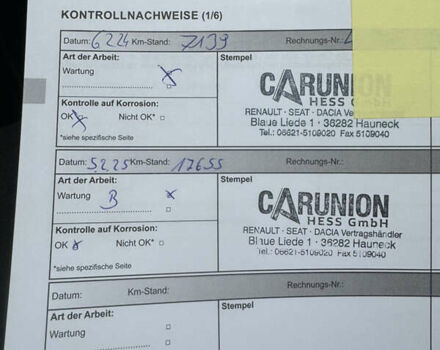 KONTROLLNACHWEISE (1/6)
Datum: 6.2.24 Km-Stand: 7139 Rechnungs-Nr.:
Art der Arbeit:
Stempel
Wartung
CARUNION
HESS GmbH
RENAULT · SEAT · DACIA Vertra
Blaue Liede 1 · 36282 Hauneck
Tel.: 06621-5109020 Fax 5109040
Kontrolle auf Korrosion:
OK Nicht OK*
*siehe spezifische Seite
Datum: 5.2.25 Km-Stand: 17655 Rechnungs-Nr.:
Art der Arbeit:
Stempel
Wartung B
CARUNION
HESS GmbH
RENAULT · SEAT · DACIA Vertragshändler
Blaue Liede 1 · 36282 Hauneck
Tel.: 06621-5109020 Fax 5109040
Kontrolle auf Korrosion:
OK Nicht OK*
*siehe spezifische Seite
Datum: Km-Stand: Rechnungs-Nr.:
Art der Arbeit:
Stempel
Wartung